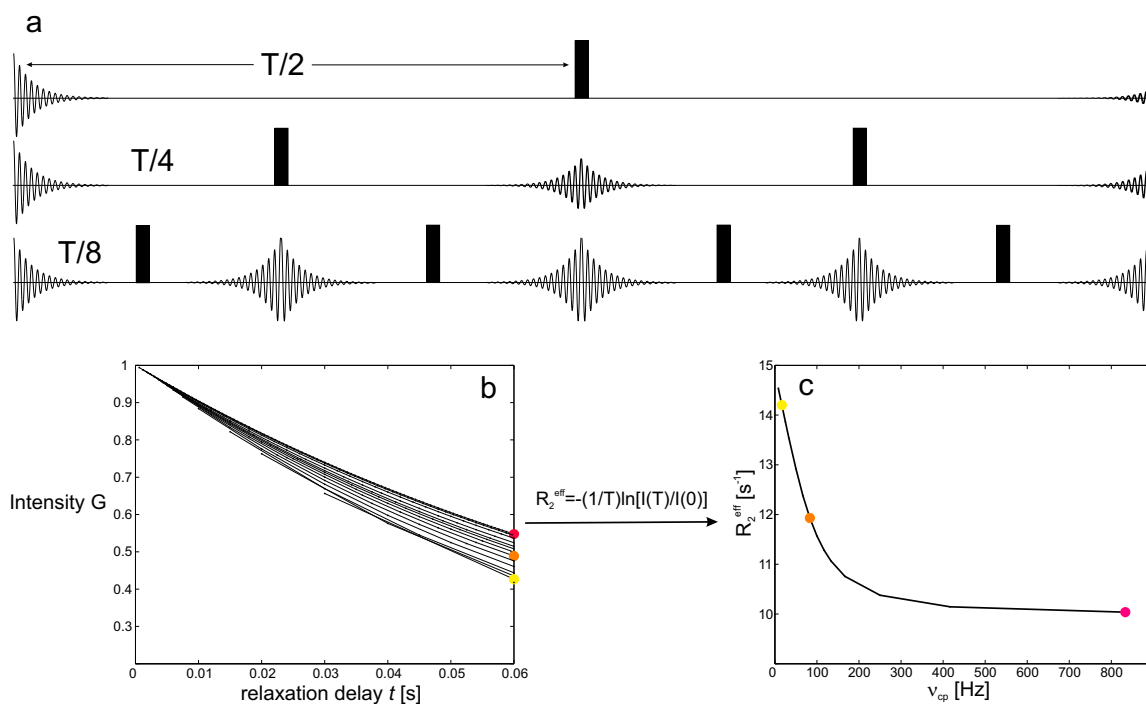 a
T/2
T/4
T/8
b
1
0.9
0.8
0.7
0.6
0.5
0.4
0.3
Intensity G
0 0.01 0.02 0.03 0.04 0.05 0.06
relaxation delay t [s]
R₂ᵉᶠᶠ=-(1/T)ln[I(T)/I(0)]
c
15
14
13
12
11
10
R₂ᵉᶠᶠ [s⁻¹]
0 100 200 300 400 500 600 700 800
ν_cp [Hz]